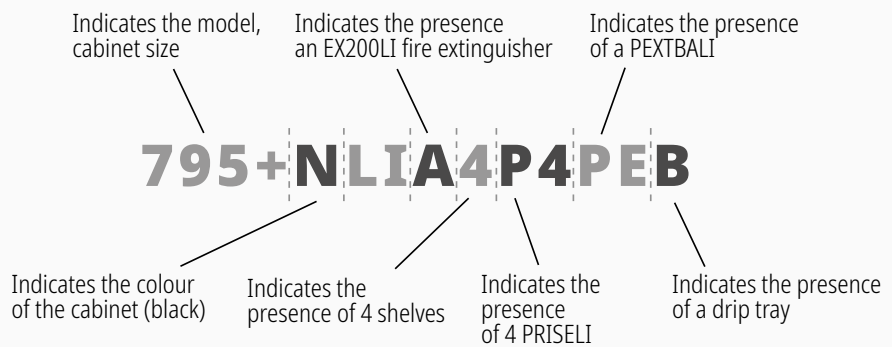 Indicates the model,
cabinet size
Indicates the presence
an EX200LI fire extinguisher
Indicates the presence
of a PEXTBALI
795+NLIA4P4PEB
Indicates the colour
of the cabinet (black)
Indicates the
presence of 4 shelves
Indicates the
presence
of 4 PRISELI
Indicates the presence
of a drip tray